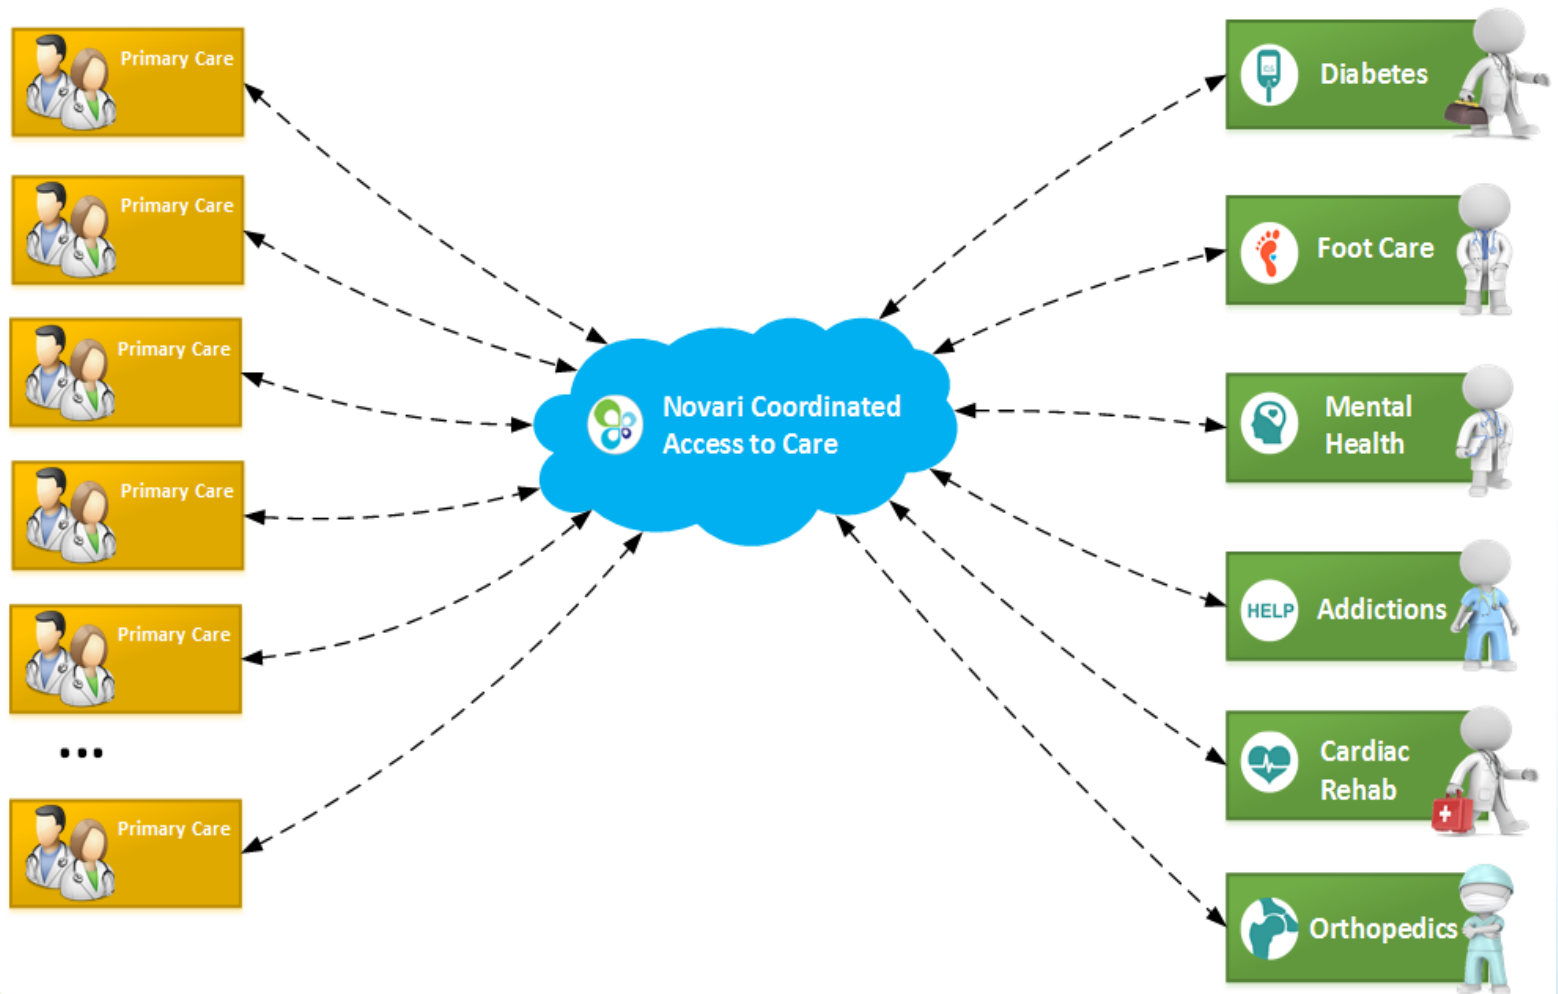 Primary Care
Primary Care
Primary Care
Primary Care
Primary Care
...
Primary Care
Novari Coordinated
Access to Care
Diabetes
Foot Care
Mental
Health
HELP
Addictions
Cardiac
Rehab
Orthopedics